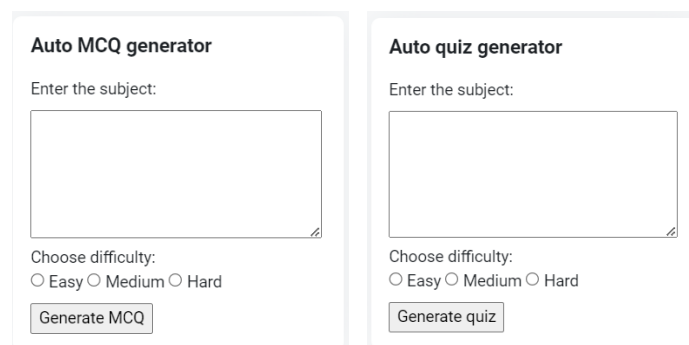 Auto MCQ generator
Enter the subject:
Choose difficulty:
Easy Medium Hard
Generate MCQ
Auto quiz generator
Enter the subject:
Choose difficulty:
Easy Medium Hard
Generate quiz